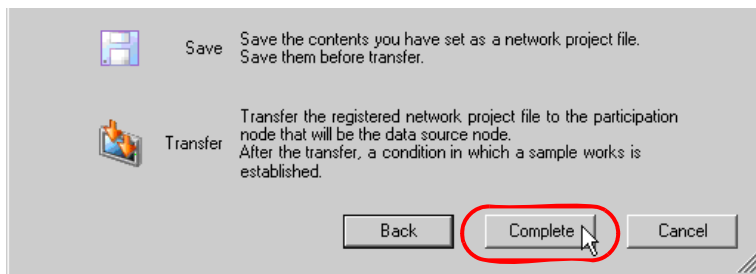 Save
Save the contents you have set as a network project file.
Save them before transfer.
Transfer
Transfer the registered network project file to the participation
node that will be the data source node.
After the transfer, a condition in which a sample works is
established.
Back
Complete
Cancel